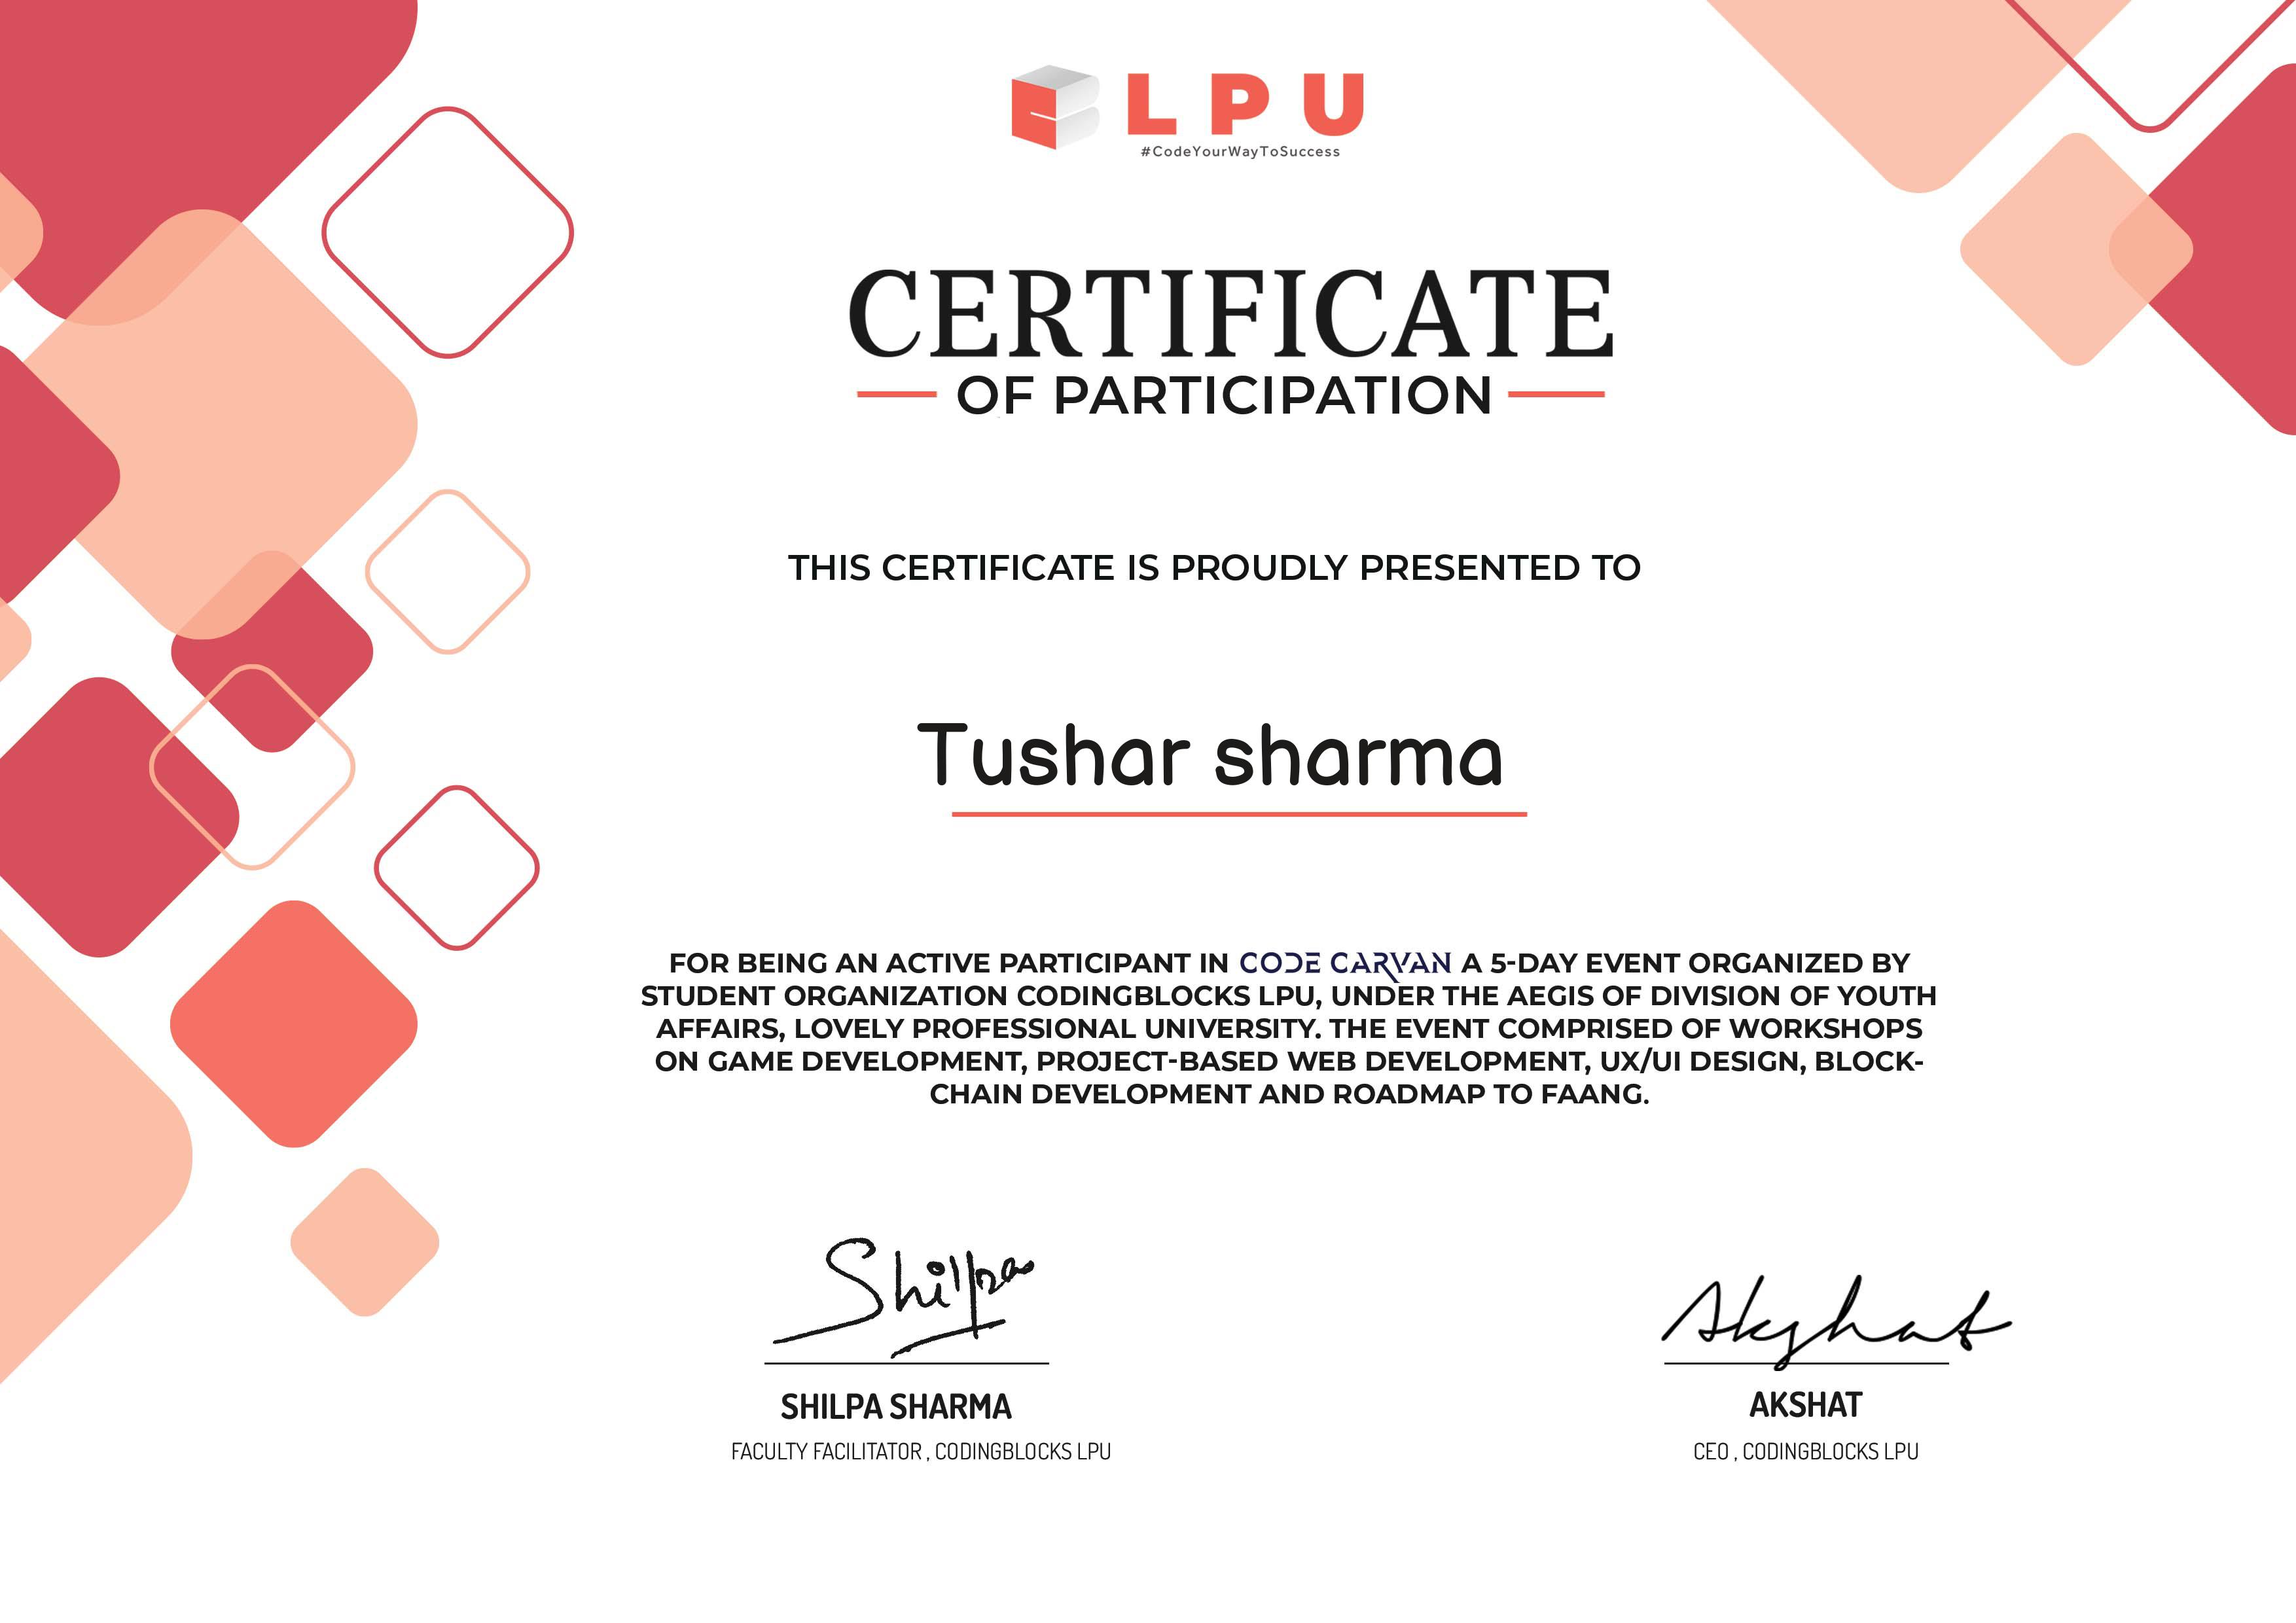 LPU
#CodeYourWayToSuccess
CERTIFICATE
OF PARTICIPATION
THIS CERTIFICATE IS PROUDLY PRESENTED TO
Tushar sharma
FOR BEING AN ACTIVE PARTICIPANT IN CODE CARVAN A 5-DAY EVENT ORGANIZED BY
STUDENT ORGANIZATION CODINGBLOCKS LPU, UNDER THE AEGIS OF DIVISION OF YOUTH
AFFAIRS, LOVELY PROFESSIONAL UNIVERSITY. THE EVENT COMPRISED OF WORKSHOPS
ON GAME DEVELOPMENT, PROJECT-BASED WEB DEVELOPMENT, UX/UI DESIGN, BLOCK-
CHAIN DEVELOPMENT AND ROADMAP TO FAANG.
Shilpa
Akshat
SHILPA SHARMA
AKSHAT
FACULTY FACILITATOR , CODINGBLOCKS LPU
CEO , CODINGBLOCKS LPU